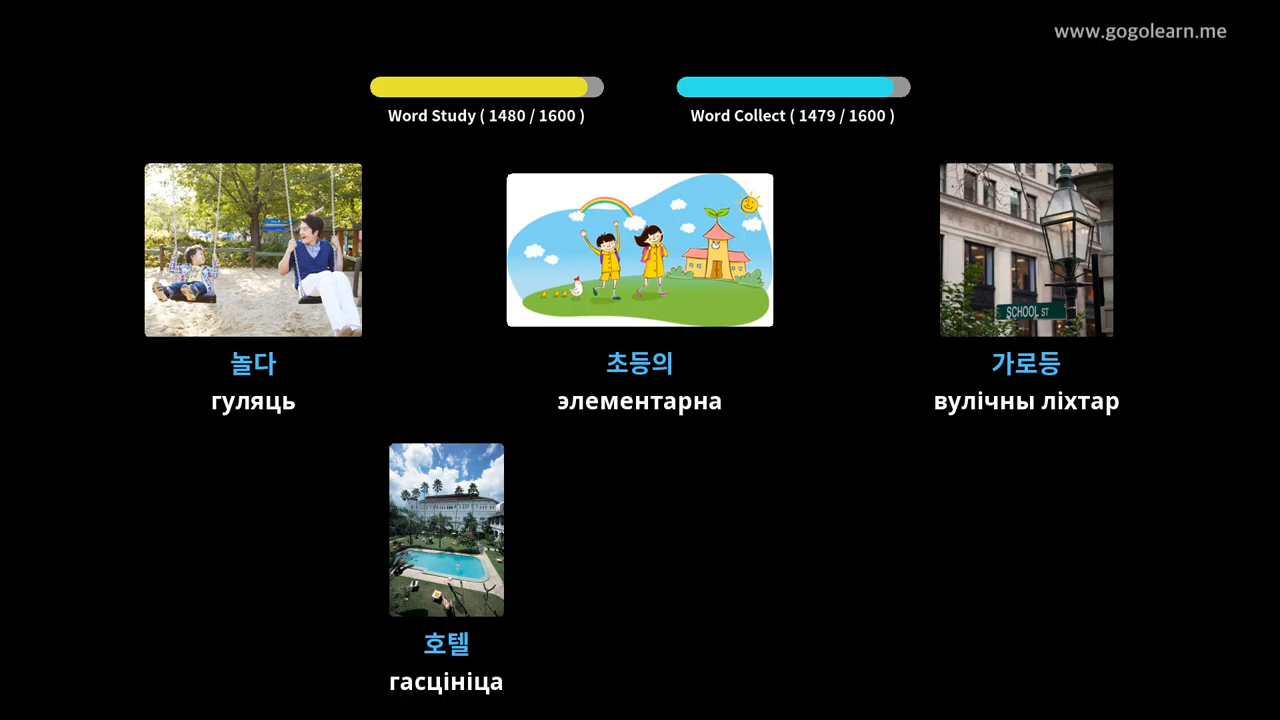 www.gogolearn.me
Word Study ( 1480 / 1600 )
Word Collect ( 1479 / 1600 )
SCHOOL ST
놀다
гуляць
초등의
элементарна
가로등
вулічны ліхтар
호텔
гасцініца